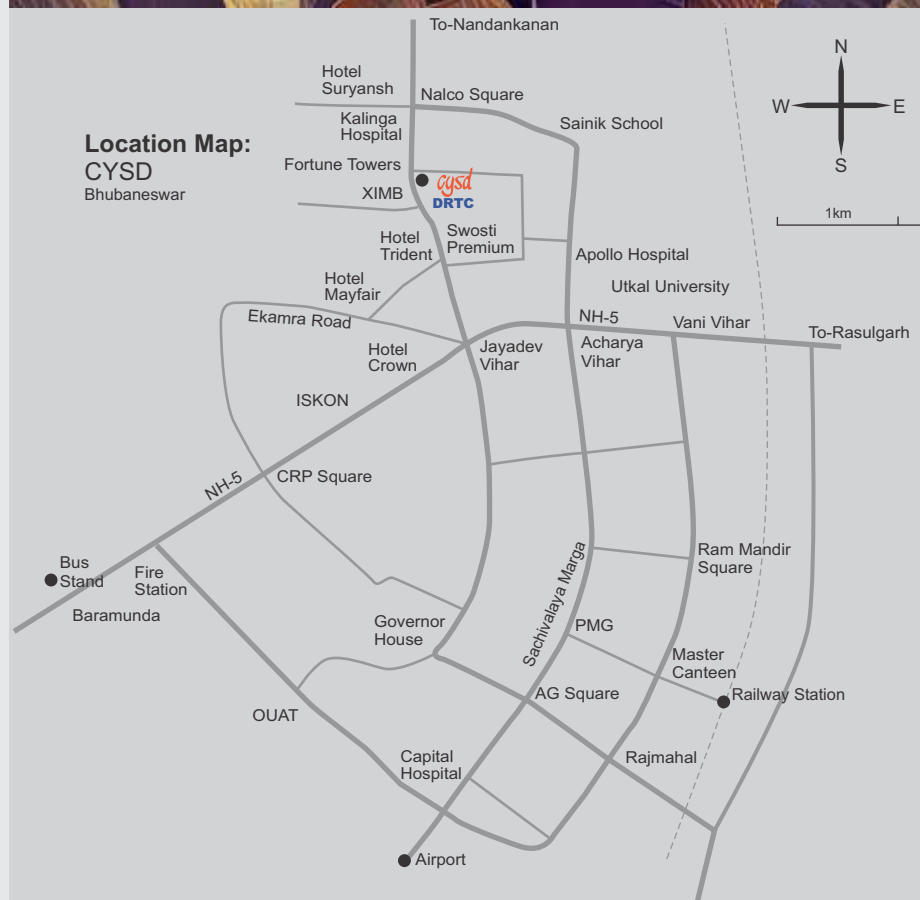 To-Nandankanan
N
Hotel
Suryansh
Nalco Square
W
E
Kalinga
Hospital
Sainik School
Location Map:
CYSD
Bhubaneswar
S
Fortune Towers
cysd
DRTC
XIMB
1km
Hotel
Trident
Swosti
Premium
Apollo Hospital
Hotel
Mayfair
Utkal University
Ekamra Road
NH-5
Vani Vihar
To-Rasulgarh
Hotel
Crown
Jayadev
Vihar
Acharya
Vihar
ISKON
NH-5
CRP Square
Bus
Stand
Fire
Station
Baramunda
Sachivalaya Marga
Ram Mandir
Square
Governor
House
PMG
Master
Canteen
AG Square
Railway Station
OUAT
Capital
Hospital
Rajmahal
Airport